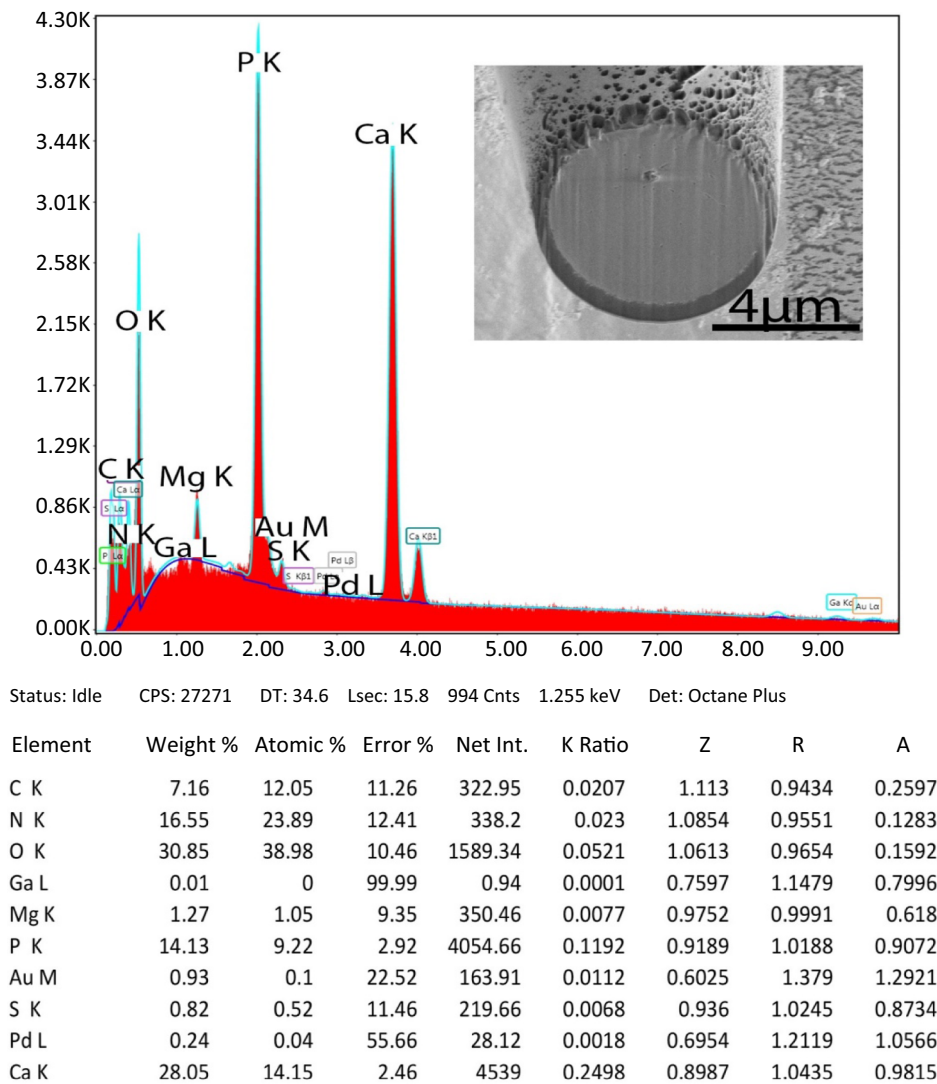 4.30K
P K
3.87K
Ca K
3.44K
3.01K
2.58K
O K
2.15K
4μm
1.72K
1.29K
C K
Mg K
Ca Lα
0.86K
S Lα
Au M
N K
Ga L
S K
Ca Kβ1
P Lα
Pd Lβ
0.43K
S Kβ1
Pd L
Ga Kα
Au Lα
0.00K
0.00 1.00 2.00 3.00 4.00 5.00 6.00 7.00 8.00 9.00
Status: Idle CPS: 27271 DT: 34.6 Lsec: 15.8 994 Cnts 1.255 keV Det: Octane Plus
Element Weight % Atomic % Error % Net Int. K Ratio Z R A
C K 7.16 12.05 11.26 322.95 0.0207 1.113 0.9434 0.2597
N K 16.55 23.89 12.41 338.2 0.023 1.0854 0.9551 0.1283
O K 30.85 38.98 10.46 1589.34 0.0521 1.0613 0.9654 0.1592
Ga L 0.01 0 99.99 0.94 0.0001 0.7597 1.1479 0.7996
Mg K 1.27 1.05 9.35 350.46 0.0077 0.9752 0.9991 0.618
P K 14.13 9.22 2.92 4054.66 0.1192 0.9189 1.0188 0.9072
Au M 0.93 0.1 22.52 163.91 0.0112 0.6025 1.379 1.2921
S K 0.82 0.52 11.46 219.66 0.0068 0.936 1.0245 0.8734
Pd L 0.24 0.04 55.66 28.12 0.0018 0.6954 1.2119 1.0566
Ca K 28.05 14.15 2.46 4539 0.2498 0.8987 1.0435 0.9815